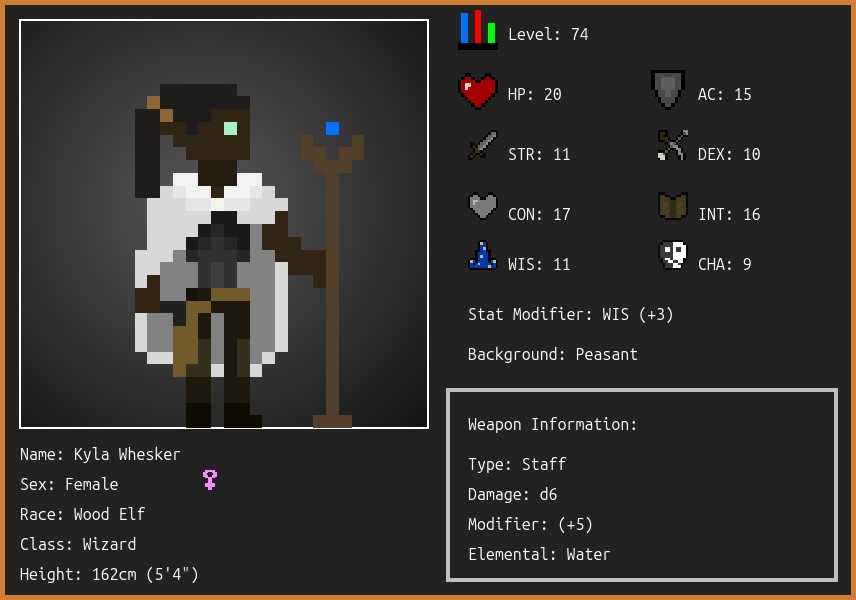 Level: 74
HP: 20
AC: 15
STR: 11
DEX: 10
CON: 17
INT: 16
WIS: 11
CHA: 9
Stat Modifier: WIS (+3)
Background: Peasant
Weapon Information:
Type: Staff
Damage: d6
Modifier: (+5)
Elemental: Water
Name: Kyla Whesker
Sex: Female
Race: Wood Elf
Class: Wizard
Height: 162cm (5'4")